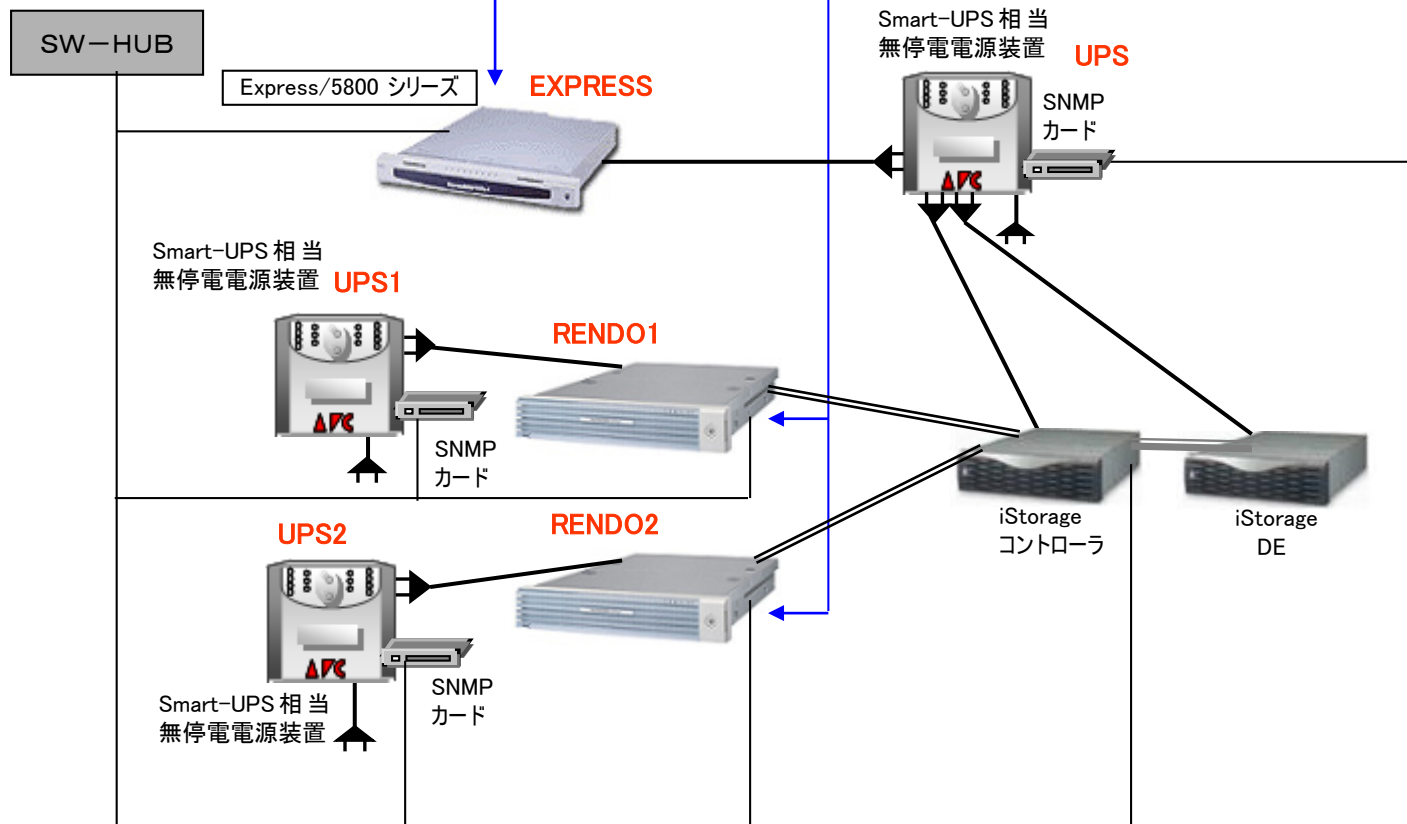 SW－HUB
Express/5800 シリーズ
EXPRESS
Smart-UPS 相 当
無停電電源装置
UPS
SNMP
カード
APC
Smart-UPS 相 当
無停電電源装置
UPS1
APC
SNMP
カード
RENDO1
UPS2
APC
SNMP
カード
Smart-UPS 相 当
無停電電源装置
RENDO2
iStorage
コントローラ
iStorage
DE